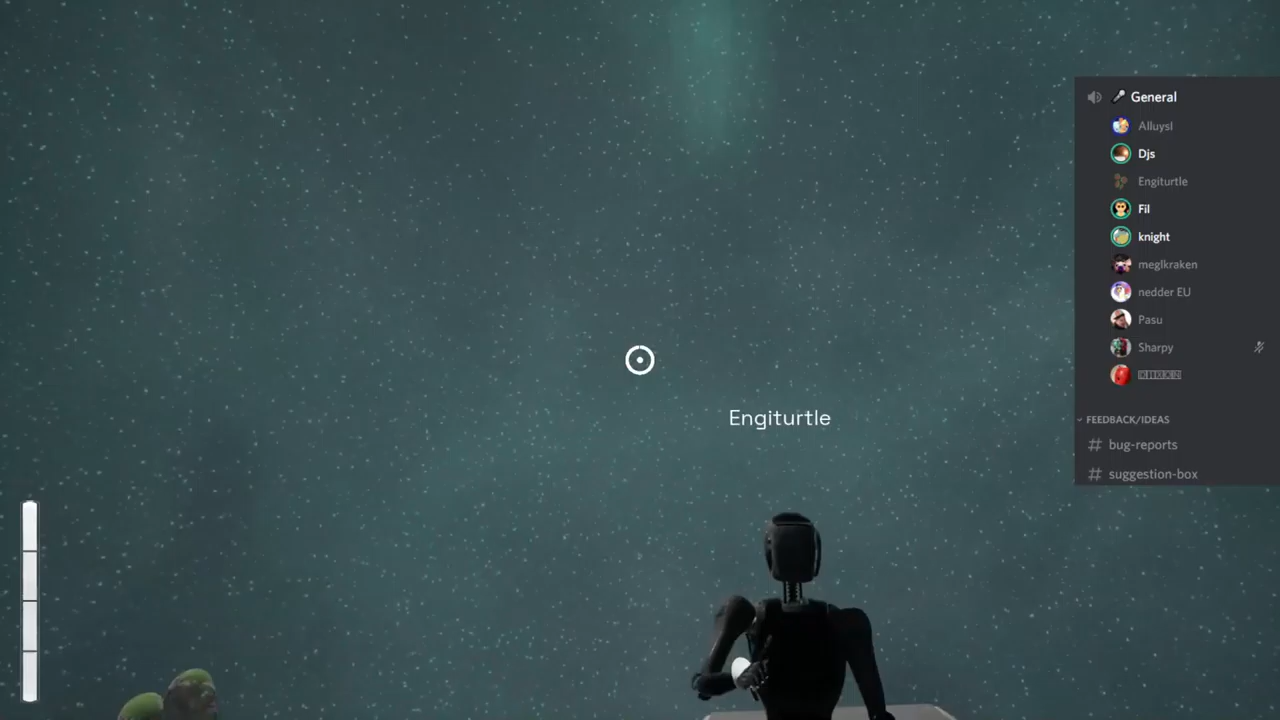 General
Alluysl
Djs
Engiturtle
Fil
knight
meglkraken
nedder EU
Pasu
Sharpy
FEEDBACK/IDEAS
# bug-reports
# suggestion-box
Engiturtle